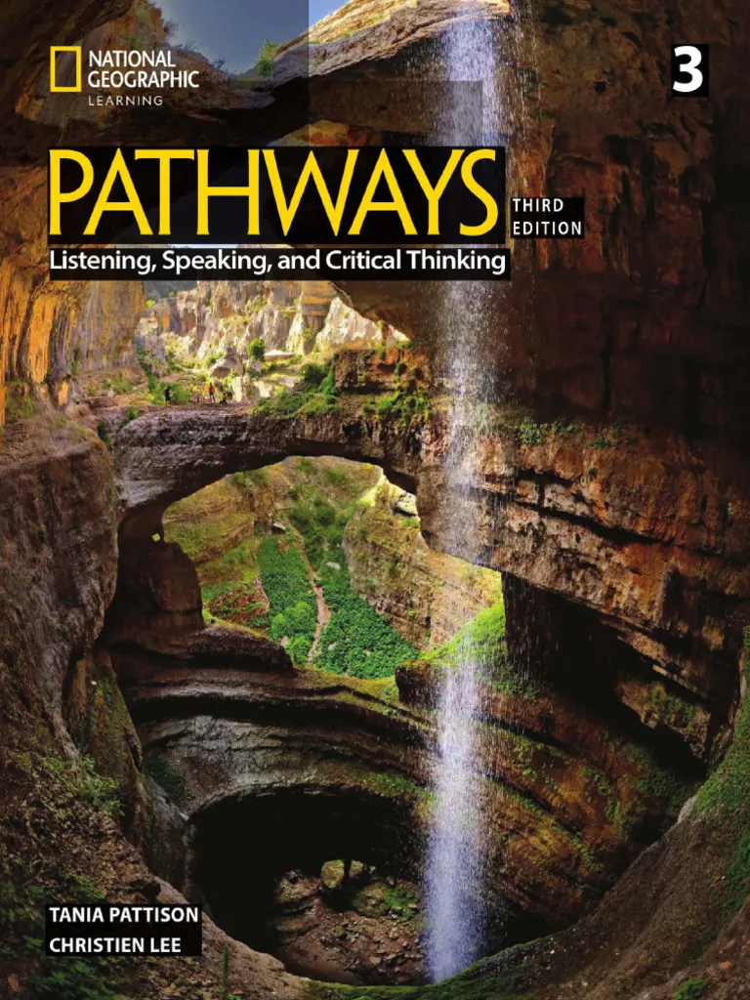 NATIONAL
GEOGRAPHIC
LEARNING
3
PATHWAYS
THIRD
EDITION
Listening, Speaking, and Critical Thinking
TANIA PATTISON
CHRISTIEN LEE